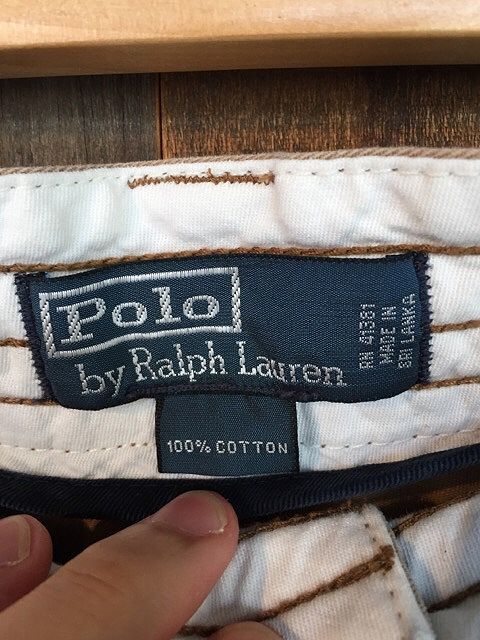 Polo
by Ralph Lauren
RN 41381
MADE IN
SRI LANKA
100% COTTON